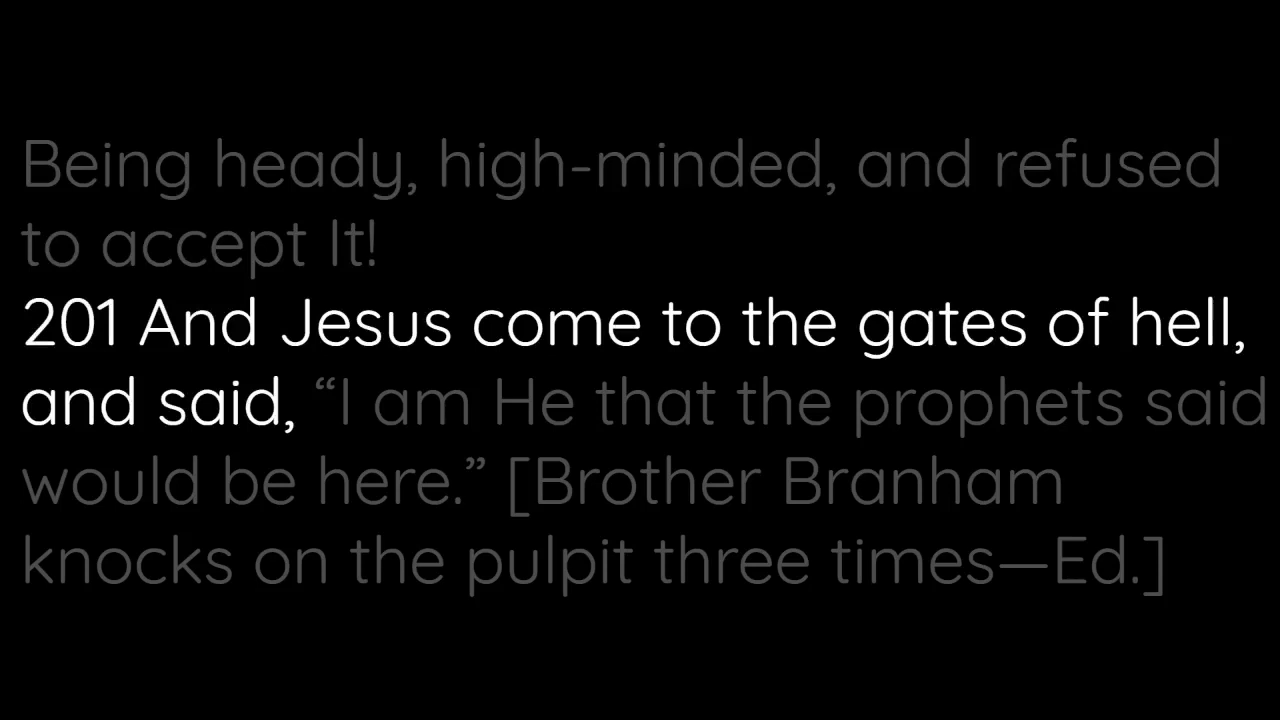 Being heady, high-minded, and refused
to accept It!
201 And Jesus come to the gates of hell,
and said, “I am He that the prophets said
would be here.” [Brother Branham
knocks on the pulpit three times—Ed.]